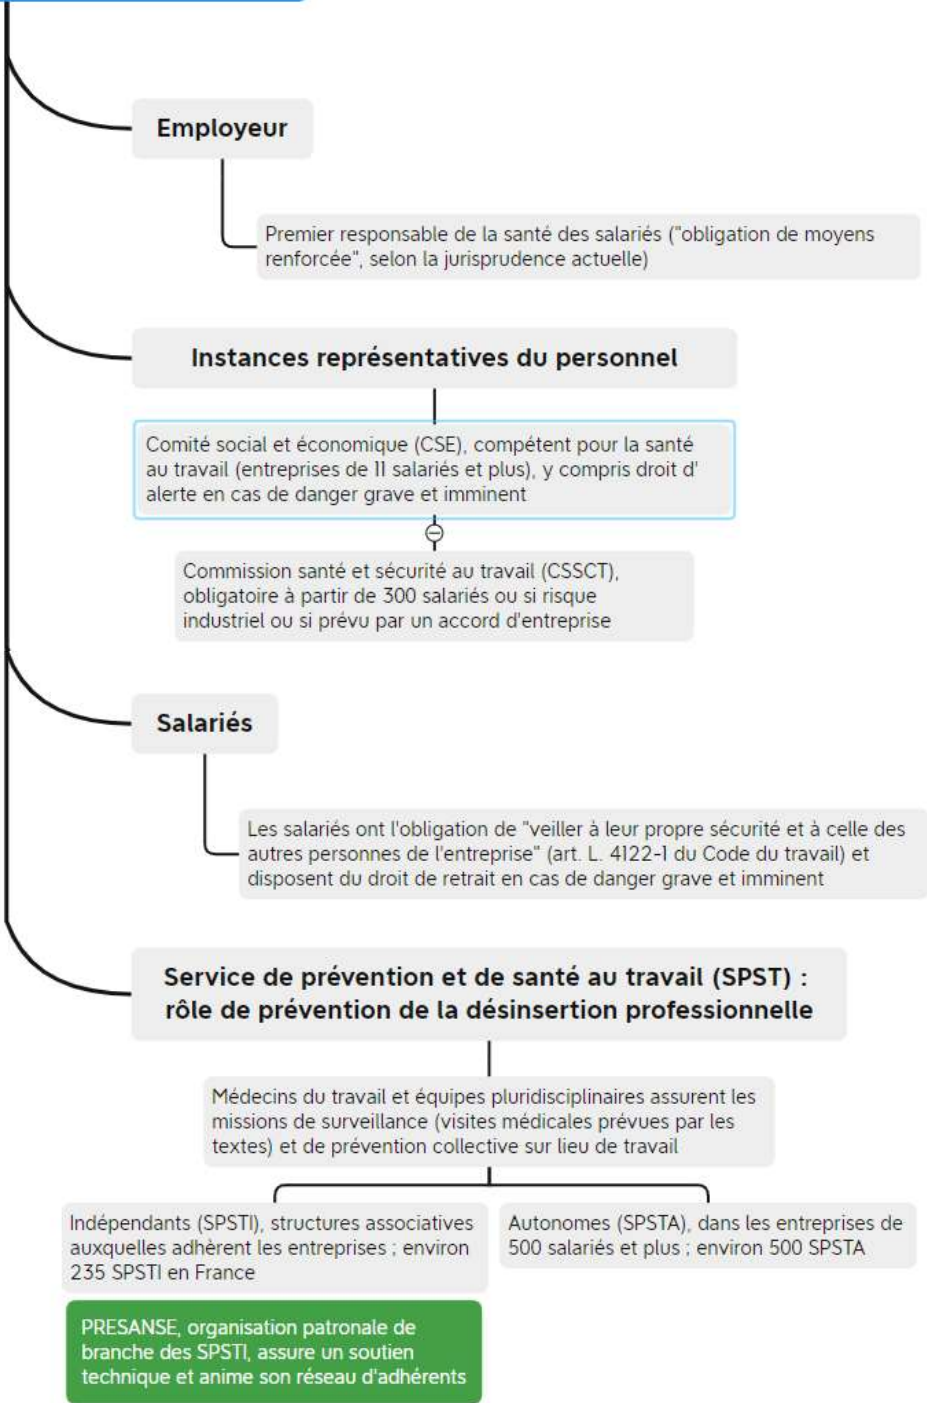 Employeur
Premier responsable de la santé des salariés ("obligation de moyens
renforcée", selon la jurisprudence actuelle)
Instances représentatives du personnel
Comité social et économique (CSE), compétent pour la santé
au travail (entreprises de 11 salariés et plus), y compris droit d'
alerte en cas de danger grave et imminent
Commission santé et sécurité au travail (CSSCT),
obligatoire à partir de 300 salariés ou si risque
industriel ou si prévu par un accord d'entreprise
Salariés
Les salariés ont l'obligation de "veiller à leur propre sécurité et à celle des
autres personnes de l'entreprise" (art. L. 4122-1 du Code du travail) et
disposent du droit de retrait en cas de danger grave et imminent
Service de prévention et de santé au travail (SPST) :
rôle de prévention de la désinsertion professionnelle
Médecins du travail et équipes pluridisciplinaires assurent les
missions de surveillance (visites médicales prévues par les
textes) et de prévention collective sur lieu de travail
Indépendants (SPSTI), structures associatives
auxquelles adhèrent les entreprises ; environ
235 SPSTI en France
Autonomes (SPSTA), dans les entreprises de
500 salariés et plus ; environ 500 SPSTA
PRESANSE, organisation patronale de
branche des SPSTI, assure un soutien
technique et anime son réseau d'adhérents